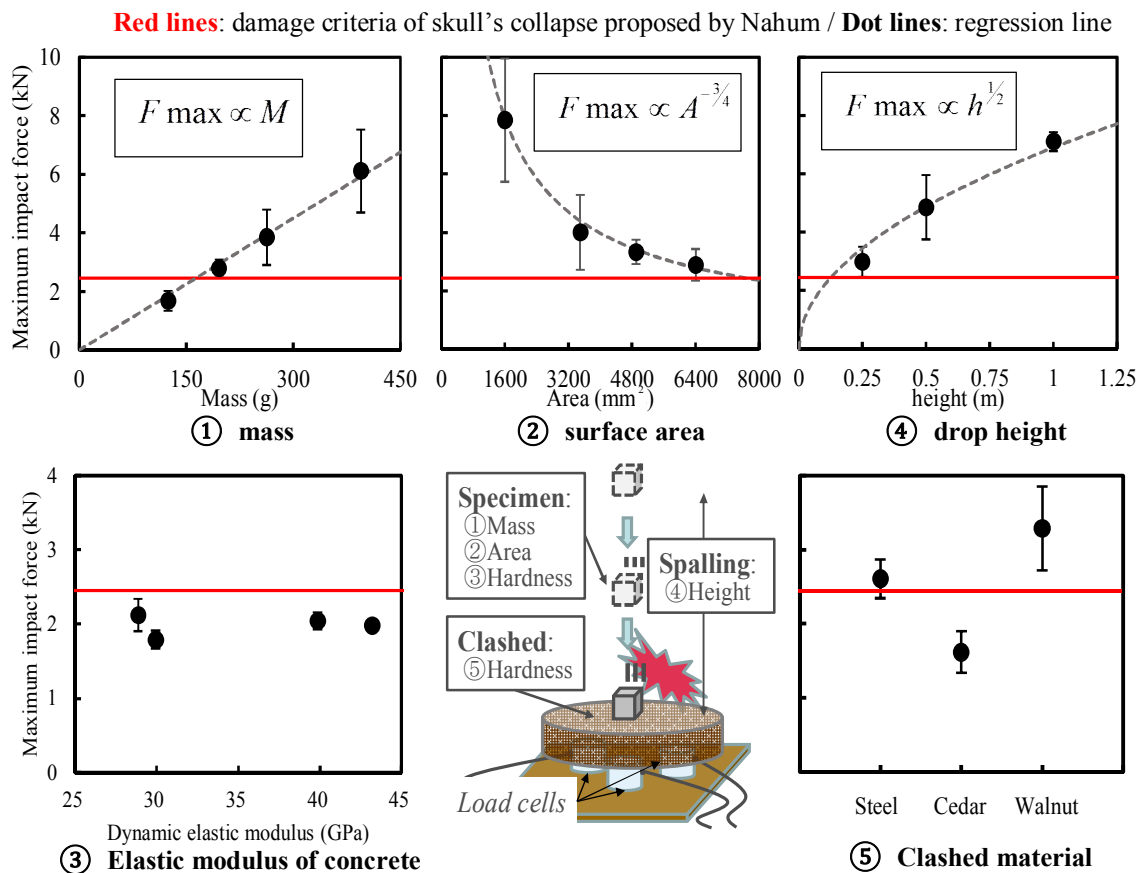 Red lines: damage criteria of skull's collapse proposed by Nahum / Dot lines: regression line
Maximum impact force (kN)
10
8
6
4
2
0
F max ∝ M
0 150 300 450
Mass (g)
① mass
F max ∝ A^{-3/4}
0 1600 3200 4800 6400 8000
Area (mm²)
② surface area
F max ∝ h^{1/2}
0 0.25 0.5 0.75 1 1.25
height (m)
④ drop height
Maximum impact force (kN)
4
3
2
1
0
25 30 35 40 45
Dynamic elastic modulus (GPa)
③ Elastic modulus of concrete
Specimen:
①Mass
②Area
③Hardness
Spalling:
④Height
Clashed:
⑤Hardness
Load cells
Steel Cedar Walnut
⑤ Clashed material